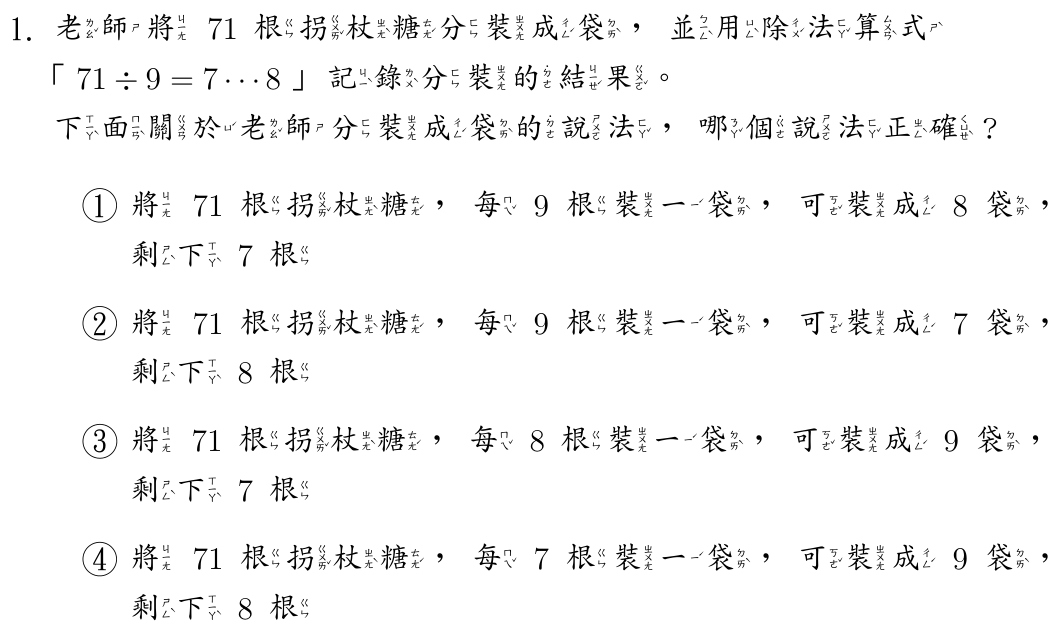 1. 老師將 71 根拐杖糖分裝成袋，並用除法算式
「71÷9＝7⋯8」記錄分裝的結果。
下面關於老師分裝成袋的說法，哪個說法正確？
① 將 71 根拐杖糖，每 9 根裝一袋，可裝成 8 袋，
剩下 7 根
② 將 71 根拐杖糖，每 9 根裝一袋，可裝成 7 袋，
剩下 8 根
③ 將 71 根拐杖糖，每 8 根裝一袋，可裝成 9 袋，
剩下 7 根
④ 將 71 根拐杖糖，每 7 根裝一袋，可裝成 9 袋，
剩下 8 根